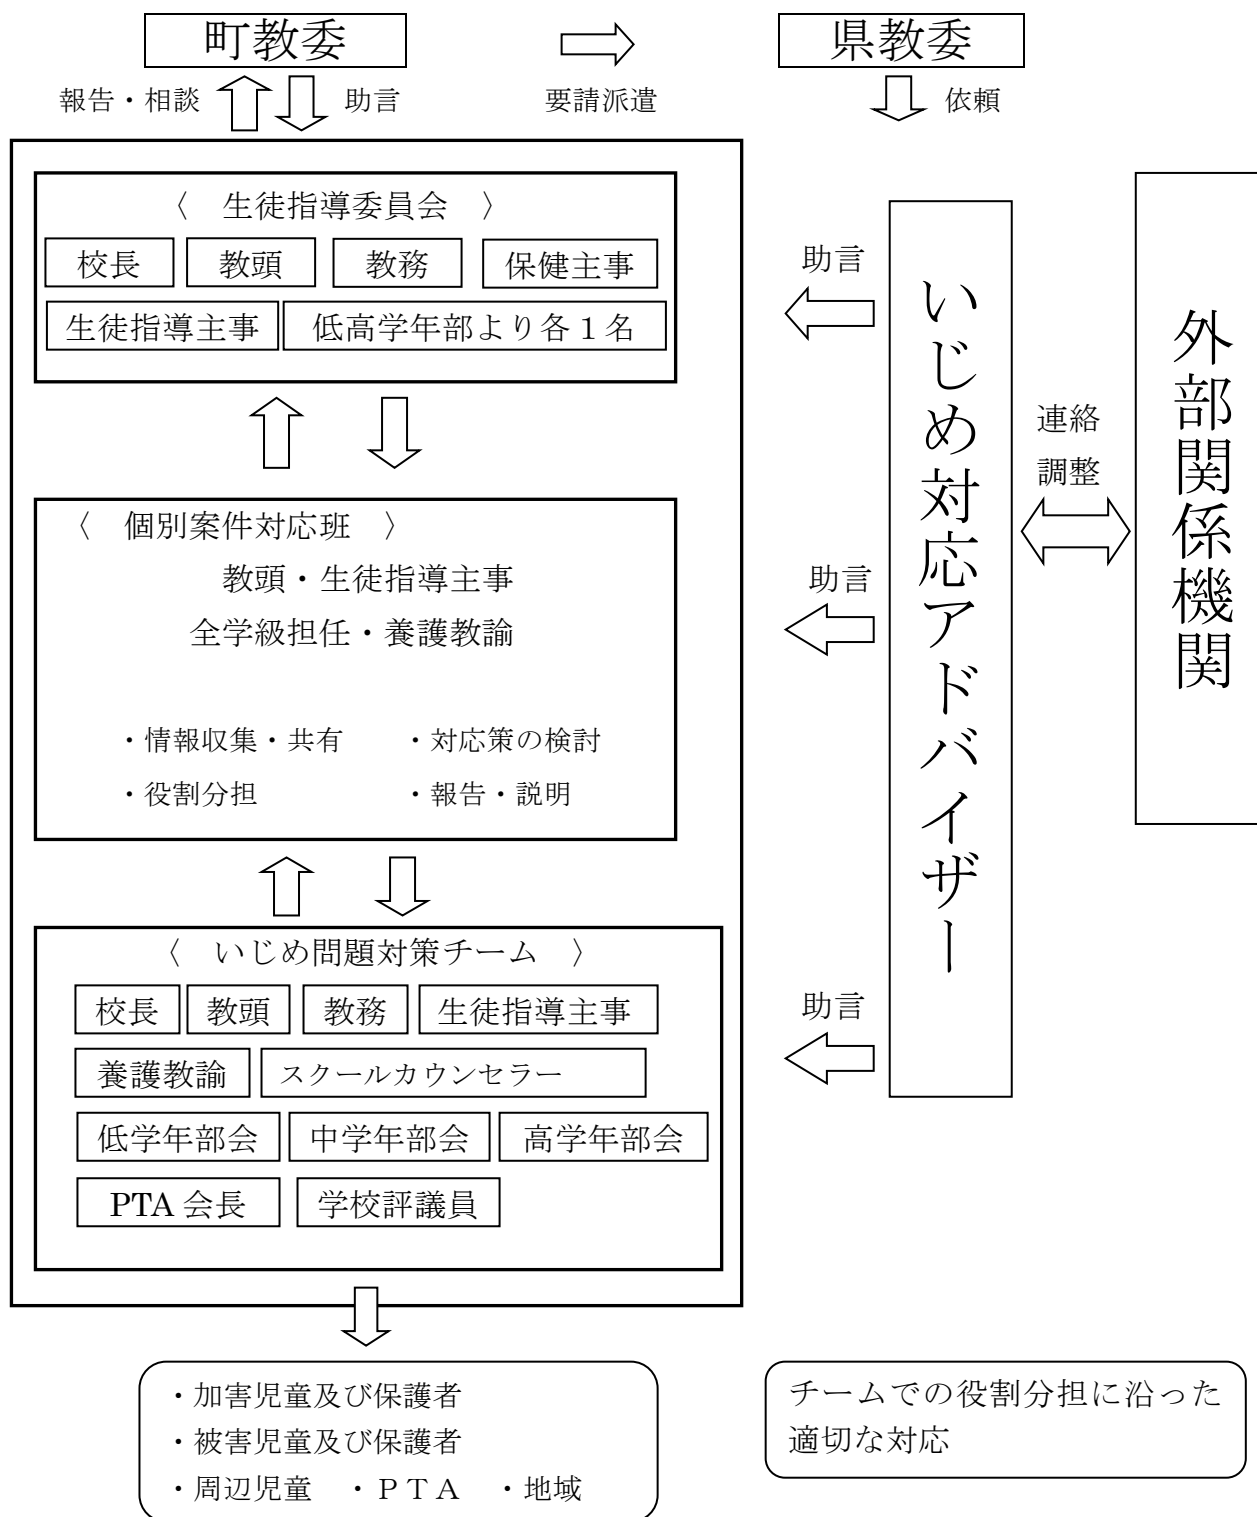 町教委
県教委
報告・相談
助言
要請派遣
依頼
〈　生徒指導委員会　〉
校長
教頭
教務
保健主事
生徒指導主事
低高学年部より各１名
〈　個別案件対応班　〉
教頭・生徒指導主事
全学級担任・養護教諭
・情報収集・共有
・対応策の検討
・役割分担
・報告・説明
〈　いじめ問題対策チーム　〉
校長
教頭
教務
生徒指導主事
養護教諭
スクールカウンセラー
低学年部会
中学年部会
高学年部会
PTA 会長
学校評議員
助言
助言
助言
いじめ対応アドバイザー
連絡
調整
外部関係機関
・加害児童及び保護者
・被害児童及び保護者
・周辺児童　・ＰＴＡ　・地域
チームでの役割分担に沿った
適切な対応